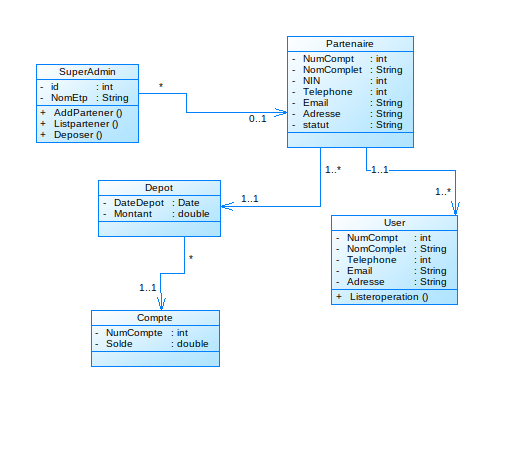 Partenaire
- NumCompt : int
- NomComplet : String
- NIN : int
- Telephone : int
- Email : String
- Adresse : String
- statut : String
SuperAdmin
- id : int
- NomEtp : String
+ AddPartener ()
+ Listpartener ()
+ Deposer ()
*
0..1
1..*
1..1
1..1
1..*
Depot
- DateDepot : Date
- Montant : double
User
- NumCompt : int
- NomComplet : String
- Telephone : int
- Email : String
- Adresse : String
+ Listeroperation ()
*
1..1
Compte
- NumCompte : int
- Solde : double